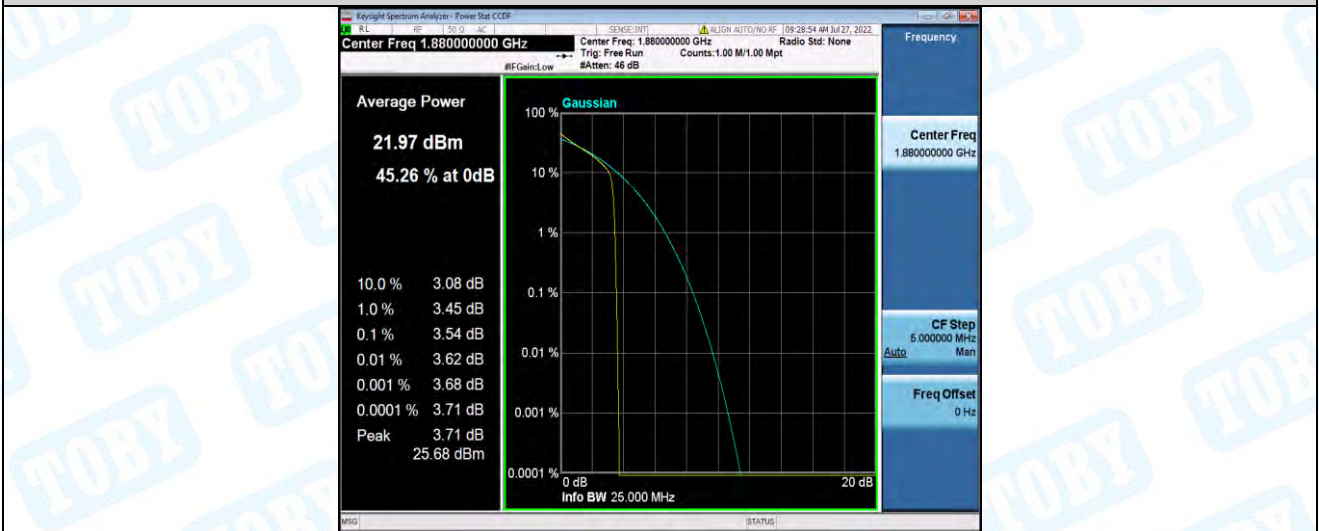 Keysight Spectrum Analyzer - Power Stat CCDF
RL RF 50 Ω AC SENSE:INT ALIGN AUTO/NO RF 09:28:54 AM Jul 27, 2022
Center Freq 1.880000000 GHz
Center Freq: 1.880000000 GHz Radio Std: None
Trig: Free Run Counts:1.00 M/1.00 Mpt
#IFGain:Low #Atten: 46 dB
Frequency
Average Power
21.97 dBm
45.26 % at 0dB
10.0 % 3.08 dB
1.0 % 3.45 dB
0.1 % 3.54 dB
0.01 % 3.62 dB
0.001 % 3.68 dB
0.0001 % 3.71 dB
Peak 3.71 dB
25.68 dBm
Gaussian
100 %
10 %
1 %
0.1 %
0.01 %
0.001 %
0.0001 %
0 dB 20 dB
Info BW 25.000 MHz
Center Freq
1.880000000 GHz
CF Step
5.000000 MHz
Auto Man
Freq Offset
0 Hz
MSG STATUS
TOBY
TOBY
TOBY
TOBY
TOBY
TOBY
TOBY
TOBY